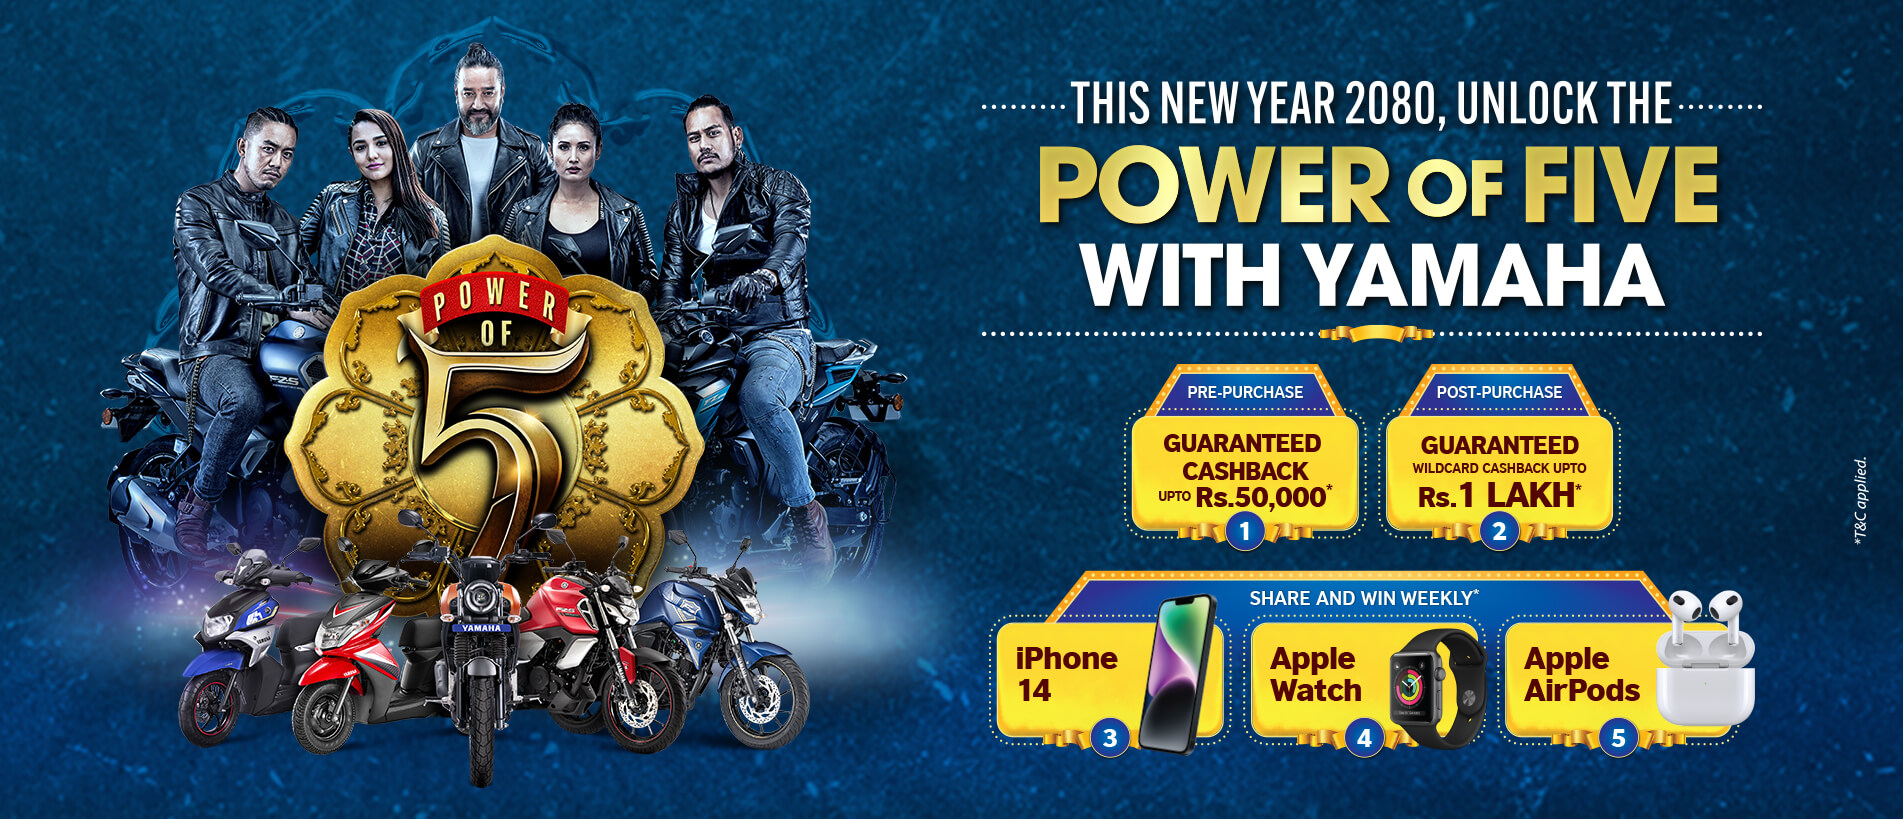 POWER
OF
5
FZ-S
YAMAHA
THIS NEW YEAR 2080, UNLOCK THE
POWER OF FIVE
WITH YAMAHA
PRE-PURCHASE
GUARANTEED
CASHBACK
UPTO Rs.50,000*
1
POST-PURCHASE
GUARANTEED
WILDCARD CASHBACK UPTO
Rs.1 LAKH*
2
SHARE AND WIN WEEKLY*
iPhone
14
3
Apple
Watch
4
Apple
AirPods
5
*T&C applied.